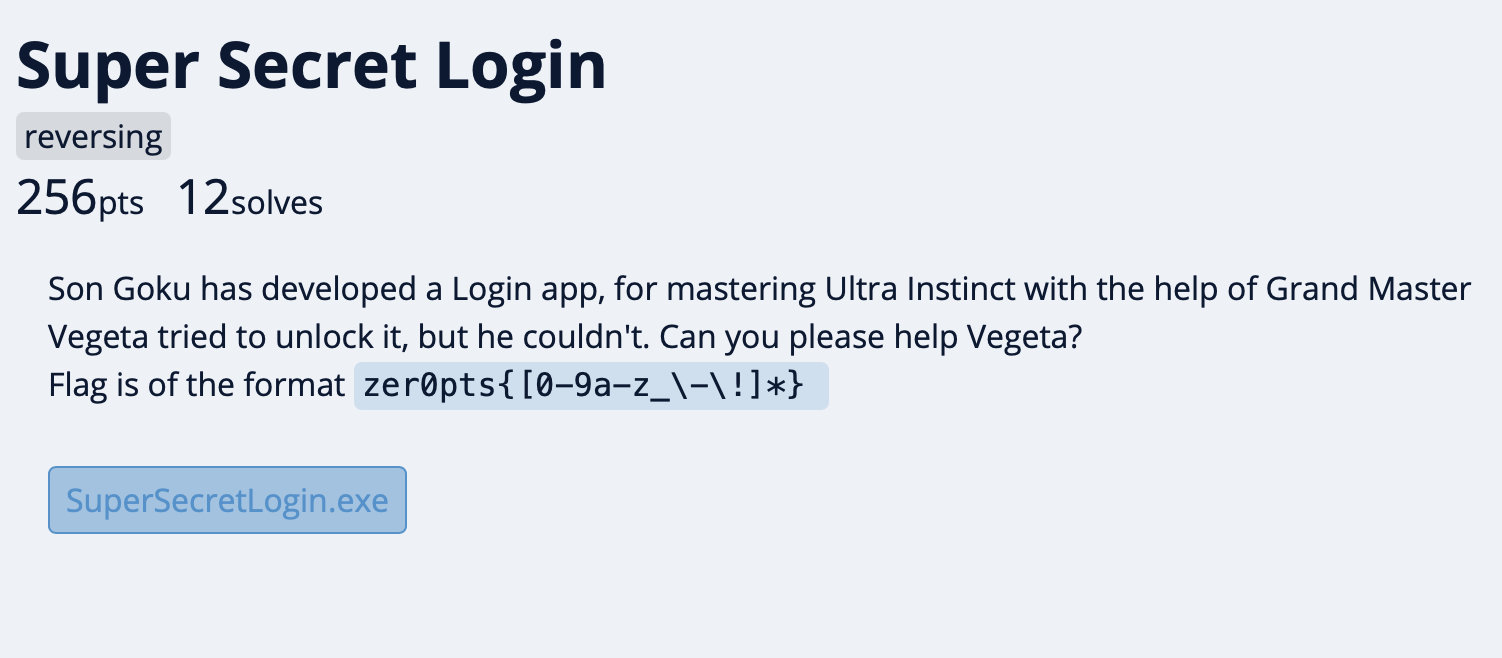 Super Secret Login
reversing
256pts 12solves
Son Goku has developed a Login app, for mastering Ultra Instinct with the help of Grand Master
Vegeta tried to unlock it, but he couldn't. Can you please help Vegeta?
Flag is of the format zer0pts{[0-9a-z_\-\!]*}
SuperSecretLogin.exe